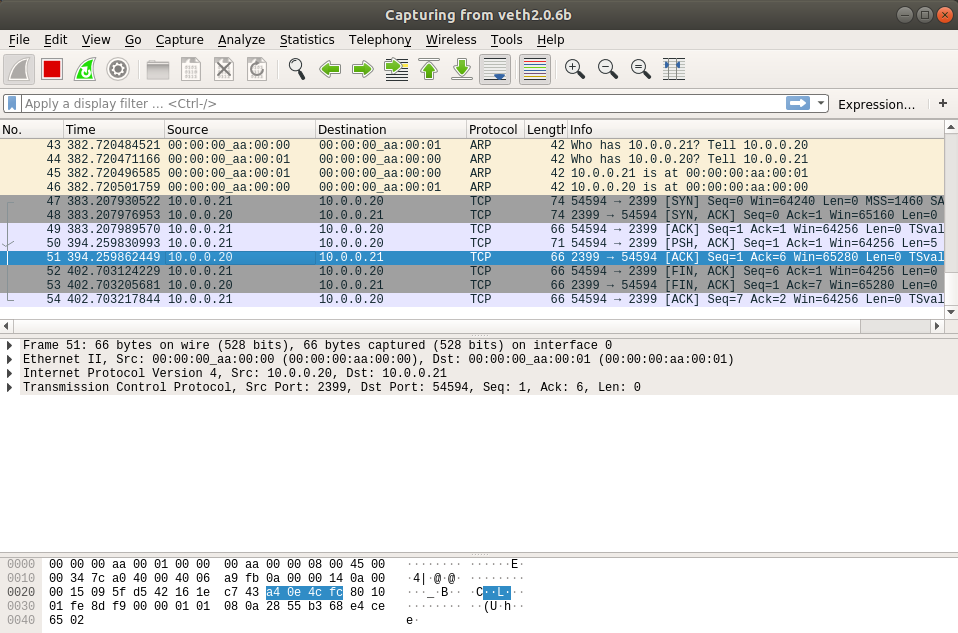 Capturing from veth2.0.6b
File Edit View Go Capture Analyze Statistics Telephony Wireless Tools Help
Apply a display filter ... <Ctrl-/> Expression... +
No. Time Source Destination Protocol Length Info
43 382.720484521 00:00:00_aa:00:00 00:00:00_aa:00:01 ARP 42 Who has 10.0.0.21? Tell 10.0.0.20
44 382.720471166 00:00:00_aa:00:01 00:00:00_aa:00:00 ARP 42 Who has 10.0.0.20? Tell 10.0.0.21
45 382.720496585 00:00:00_aa:00:01 00:00:00_aa:00:00 ARP 42 10.0.0.21 is at 00:00:00:aa:00:01
46 382.720501759 00:00:00_aa:00:00 00:00:00_aa:00:01 ARP 42 10.0.0.20 is at 00:00:00:aa:00:00
47 383.207930522 10.0.0.21 10.0.0.20 TCP 74 54594 → 2399 [SYN] Seq=0 Win=64240 Len=0 MSS=1460 SA
48 383.207976953 10.0.0.20 10.0.0.21 TCP 74 2399 → 54594 [SYN, ACK] Seq=0 Ack=1 Win=65160 Len=0
49 383.207989570 10.0.0.21 10.0.0.20 TCP 66 54594 → 2399 [ACK] Seq=1 Ack=1 Win=64256 Len=0 TSval
50 394.259830993 10.0.0.21 10.0.0.20 TCP 71 54594 → 2399 [PSH, ACK] Seq=1 Ack=1 Win=64256 Len=5
51 394.259862449 10.0.0.20 10.0.0.21 TCP 66 2399 → 54594 [ACK] Seq=1 Ack=6 Win=65280 Len=0 TSval
52 402.703124229 10.0.0.21 10.0.0.20 TCP 66 54594 → 2399 [FIN, ACK] Seq=6 Ack=1 Win=64256 Len=0
53 402.703205681 10.0.0.20 10.0.0.21 TCP 66 2399 → 54594 [FIN, ACK] Seq=1 Ack=7 Win=65280 Len=0
54 402.703217844 10.0.0.21 10.0.0.20 TCP 66 54594 → 2399 [ACK] Seq=7 Ack=2 Win=64256 Len=0 TSval
Frame 51: 66 bytes on wire (528 bits), 66 bytes captured (528 bits) on interface 0
Ethernet II, Src: 00:00:00_aa:00:00 (00:00:00:aa:00:00), Dst: 00:00:00_aa:00:01 (00:00:00:aa:00:01)
Internet Protocol Version 4, Src: 10.0.0.20, Dst: 10.0.0.21
Transmission Control Protocol, Src Port: 2399, Dst Port: 54594, Seq: 1, Ack: 6, Len: 0
0000 00 00 00 aa 00 01 00 00 00 aa 00 00 08 00 45 00 ········ ······E·
0010 00 34 7c a0 40 00 40 06 a9 fb 0a 00 00 14 0a 00 ·4|·@·@· ········
0020 00 15 09 5f d5 42 16 1e c7 43 a4 0e 4c fc 80 10 ···_·B·· ·C··L···
0030 01 fe 8d f9 00 00 01 01 08 0a 28 55 b3 68 e4 ce ········ ··(U·h··
0040 65 02 e·